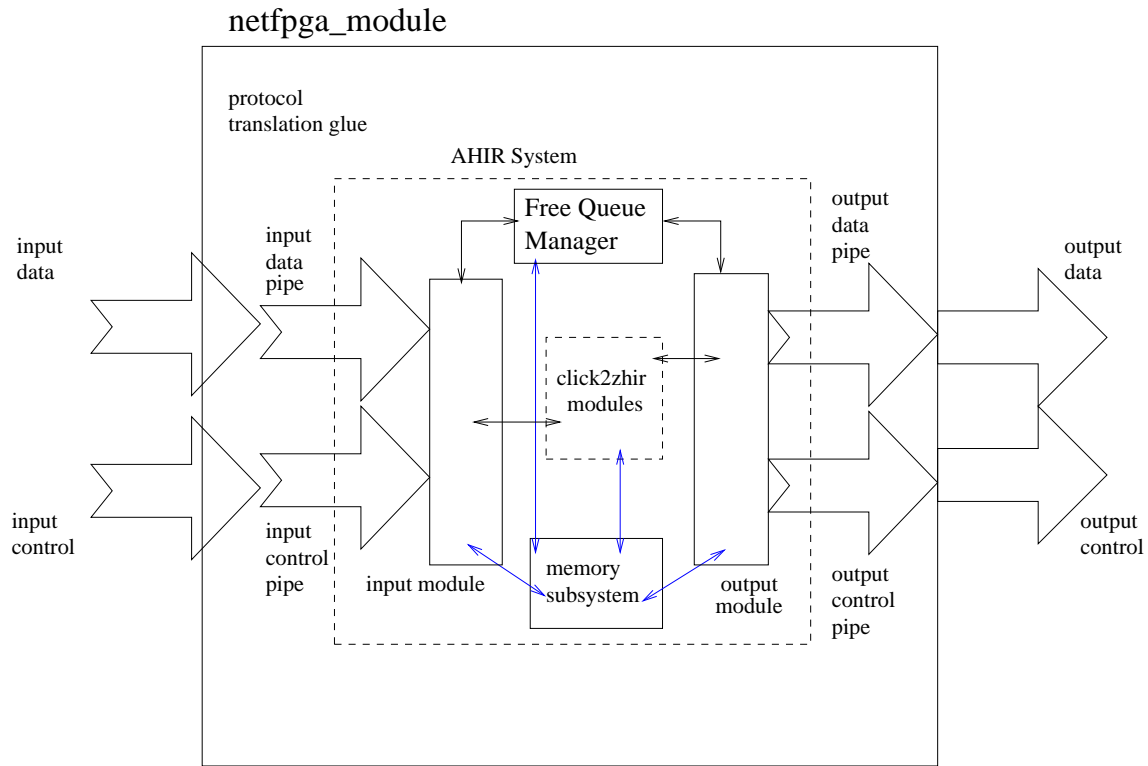 netfpga_module
protocol
translation glue
AHIR System
Free Queue
Manager
input
data
input
data
pipe
output
data
pipe
output
data
click2zhir
modules
input
control
input
control
pipe
input module
memory
subsystem
output
module
output
control
pipe
output
control